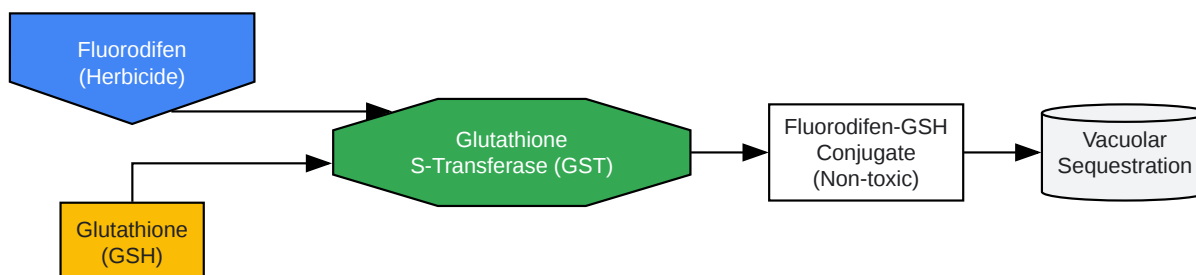 Fluorodifen
(Herbicide)
Glutathione
(GSH)
Glutathione
S-Transferase (GST)
Fluorodifen-GSH
Conjugate
(Non-toxic)
Vacuolar
Sequestration